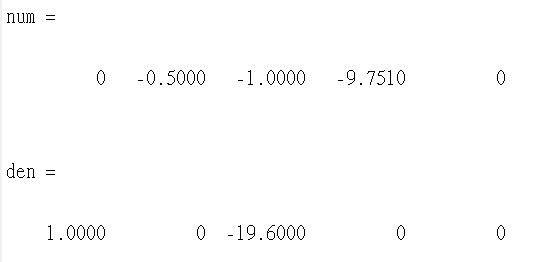 num =
0 -0.5000 -1.0000 -9.7510 0
den =
1.0000 0 -19.6000 0 0